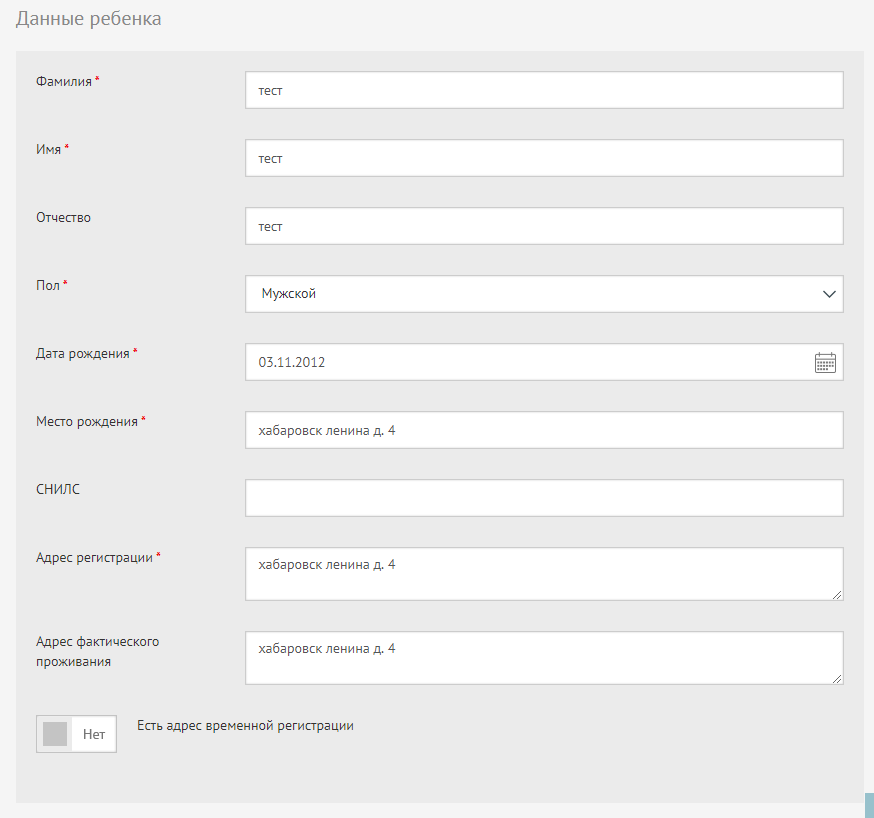 Данные ребенка
Фамилия *
тест
Имя *
тест
Отчество
тест
Пол *
Мужской
Дата рождения *
03.11.2012
Место рождения *
хабаровск ленина д. 4
СНИЛС
Адрес регистрации *
хабаровск ленина д. 4
Адрес фактического
проживания
хабаровск ленина д. 4
Нет
Есть адрес временной регистрации